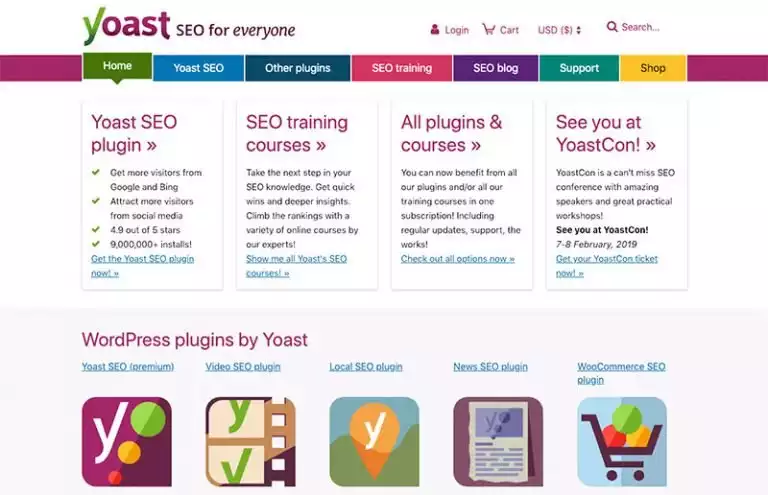 yoast SEO for everyone
Login Cart USD ($) Search...
Home Yoast SEO Other plugins SEO training SEO blog Support Shop
Yoast SEO
plugin »
Get more visitors from
Google and Bing
Attract more visitors
from social media
4.9 out of 5 stars
9,000,000+ installs!
Get the Yoast SEO plugin
now! »
SEO training
courses »
Take the next step in your
SEO knowledge. Get quick
wins and deeper insights.
Climb the rankings with a
variety of online courses by
our experts!
Show me all Yoast's SEO
courses! »
All plugins &
courses »
You can now benefit from all
our plugins and/or all our
training courses in one
subscription! Including
regular updates, support, the
works!
Check out all options now »
See you at
YoastCon! »
YoastCon is a can't miss SEO
conference with amazing
speakers and great practical
workshops!
See you at YoastCon!
7-8 February, 2019
Get your YoastCon ticket
now! »
WordPress plugins by Yoast
Yoast SEO (premium)
Video SEO plugin
Local SEO plugin
News SEO plugin
WooCommerce SEO
plugin
y
y
y
y
y